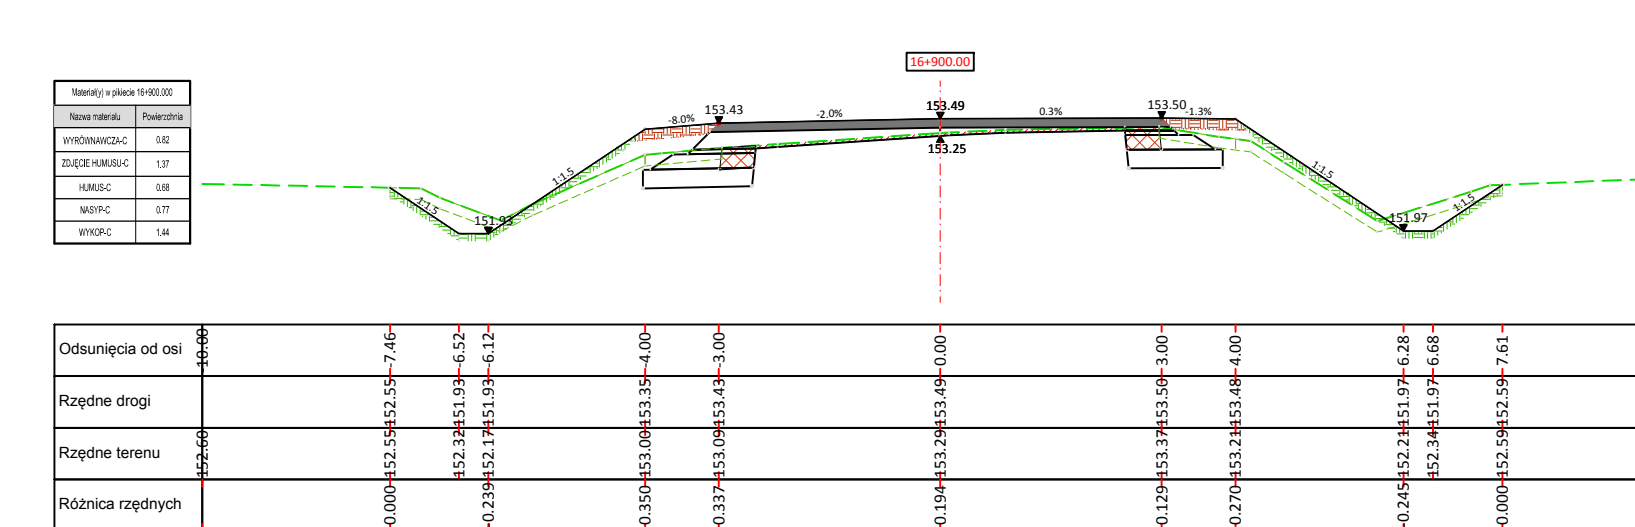 16+900.00
Materiał(y) w pikiecie 16+900.000
Nazwa materiału Powierzchnia
WYRÓWNAWCZA-C 0.82
ZDJĘCIE HUMUSU-C 1.37
HUMUS-C 0.68
NASYP-C 0.77
WYKOP-C 1.44
-8.0% 153.43 -2.0% 153.49 0.3% 153.50 -1.3%
153.25
1:1.5 1:1.5 1:1.5 1:1.5
151.93 151.97
Odsunięcia od osi -10.00 -7.46 -6.52 -6.12 -4.00 -3.00 0.00 3.00 4.00 6.28 6.68 7.61
Rzędne drogi 152.55 151.93 151.93 153.35 153.43 153.49 153.50 153.48 151.97 151.97 152.59
Rzędne terenu 152.60 152.55 152.32 152.17 153.00 153.09 153.29 153.37 153.21 152.21 152.34 152.59
Różnica rzędnych 0.000 0.239 0.350 0.337 0.194 0.129 0.270 0.245 0.000